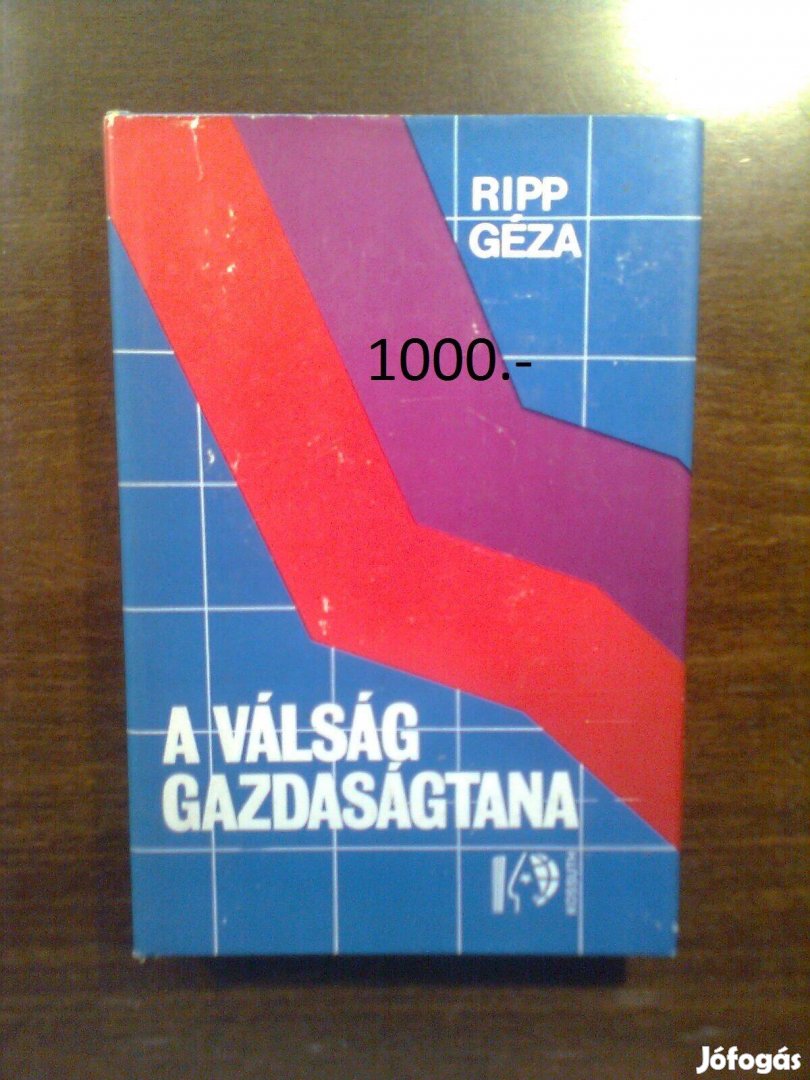 RIPP
GÉZA
1000.-
A VÁLSÁG
GAZDASÁGTANA
KOSSUTH
Jófogás